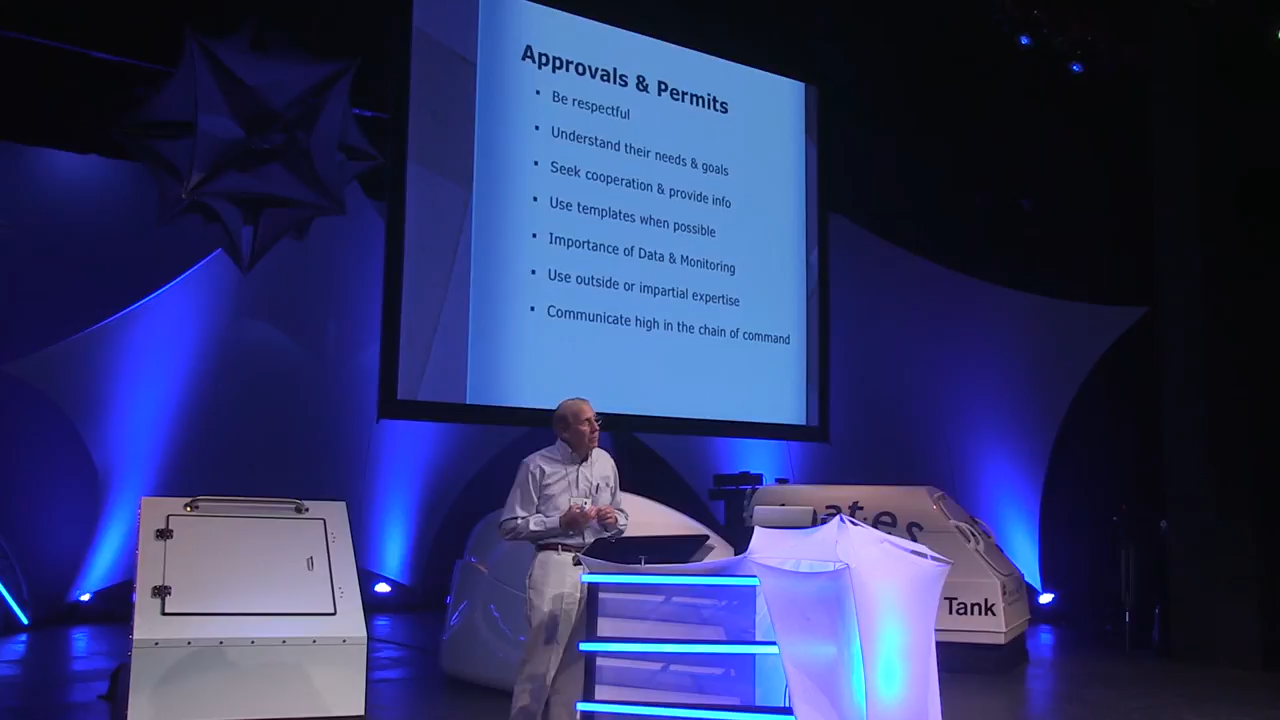 Approvals & Permits
▪ Be respectful
▪ Understand their needs & goals
▪ Seek cooperation & provide info
▪ Use templates when possible
▪ Importance of Data & Monitoring
▪ Use outside or impartial expertise
▪ Communicate high in the chain of command
ates
Tank